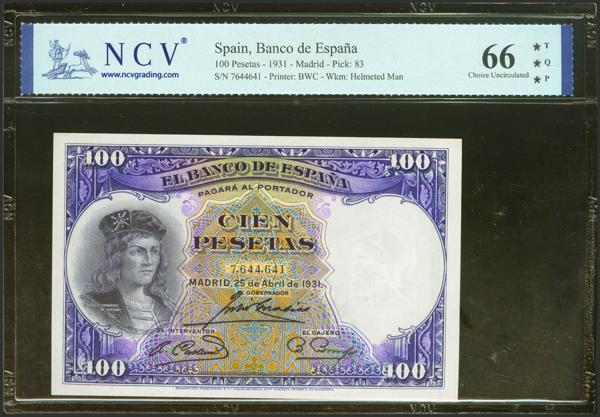 NCV®
www.ncvgrading.com
Spain, Banco de España
100 Pesetas - 1931 - Madrid - Pick: 83
S/N 7644641 - Printer: BWC - Wkm: Helmeted Man
66
Choice Uncirculated
★ T
★ Q
★ P
100
100
EL BANCO DE ESPAÑA
PAGARÁ AL PORTADOR
CIEN
PESETAS
7,644,641
MADRID, 25 de Abril de 1931.
EL GOBERNADOR
EL INTERVENTOR
EL CAJERO
100
100